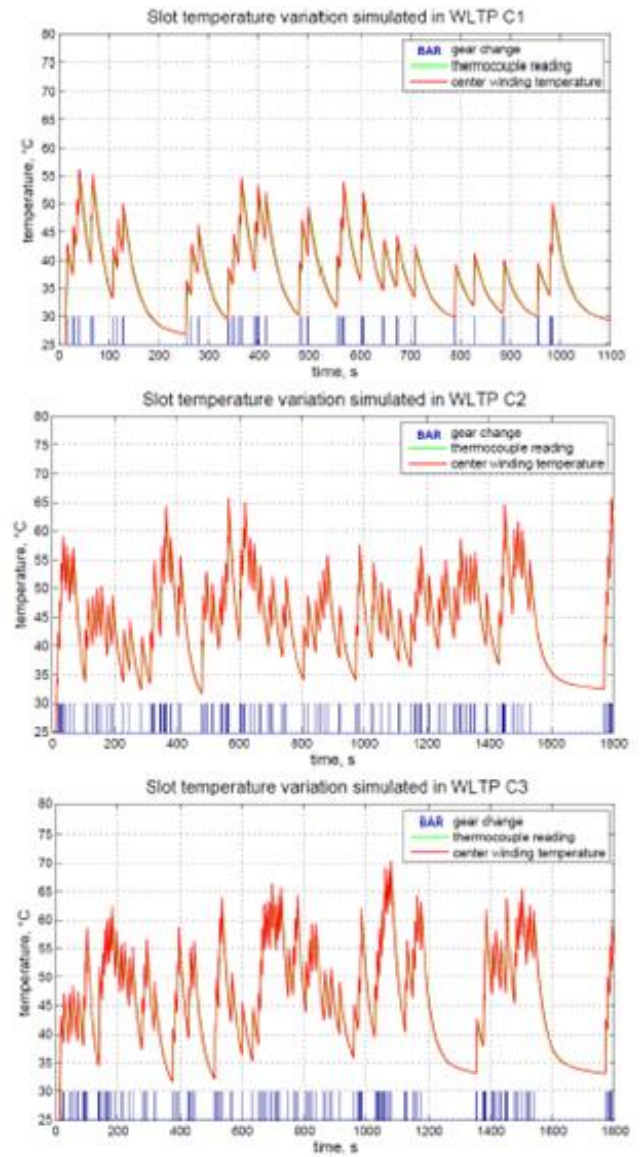 Slot temperature variation simulated in WLTP C1
temperature, °C
80
75
70
65
60
55
50
45
40
35
30
25
BAR gear change
thermocouple reading
center winding temperature
0 100 200 300 400 500 600 700 800 900 1000 1100
time, s
Slot temperature variation simulated in WLTP C2
temperature, °C
80
75
70
65
60
55
50
45
40
35
30
25
BAR gear change
thermocouple reading
center winding temperature
0 200 400 600 800 1000 1200 1400 1600 1800
time, s
Slot temperature variation simulated in WLTP C3
temperature, °C
80
75
70
65
60
55
50
45
40
35
30
25
BAR gear change
thermocouple reading
center winding temperature
0 200 400 600 800 1000 1200 1400 1600 1800
time, s